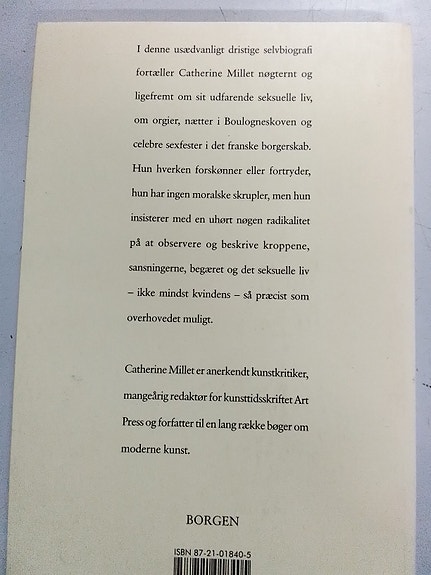 I denne usædvanligt dristige selvbiografi
fortæller Catherine Millet nøgternt og
ligefremt om sit udfarende seksuelle liv,
om orgier, nætter i Boulogneskoven og
celebre sexfester i det franske borgerskab.
Hun hverken forskønner eller fortryder,
hun har ingen moralske skrupler, men hun
insisterer med en uhørt nøgen radikalitet
på at observere og beskrive kroppene,
sansningerne, begæret og det seksuelle liv
– ikke mindst kvindens – så præcist som
overhovedet muligt.
Catherine Millet er anerkendt kunstkritiker,
mangeårig redaktør for kunsttidsskriftet Art
Press og forfatter til en lang række bøger om
moderne kunst.
BORGEN
ISBN 87-21-01840-5